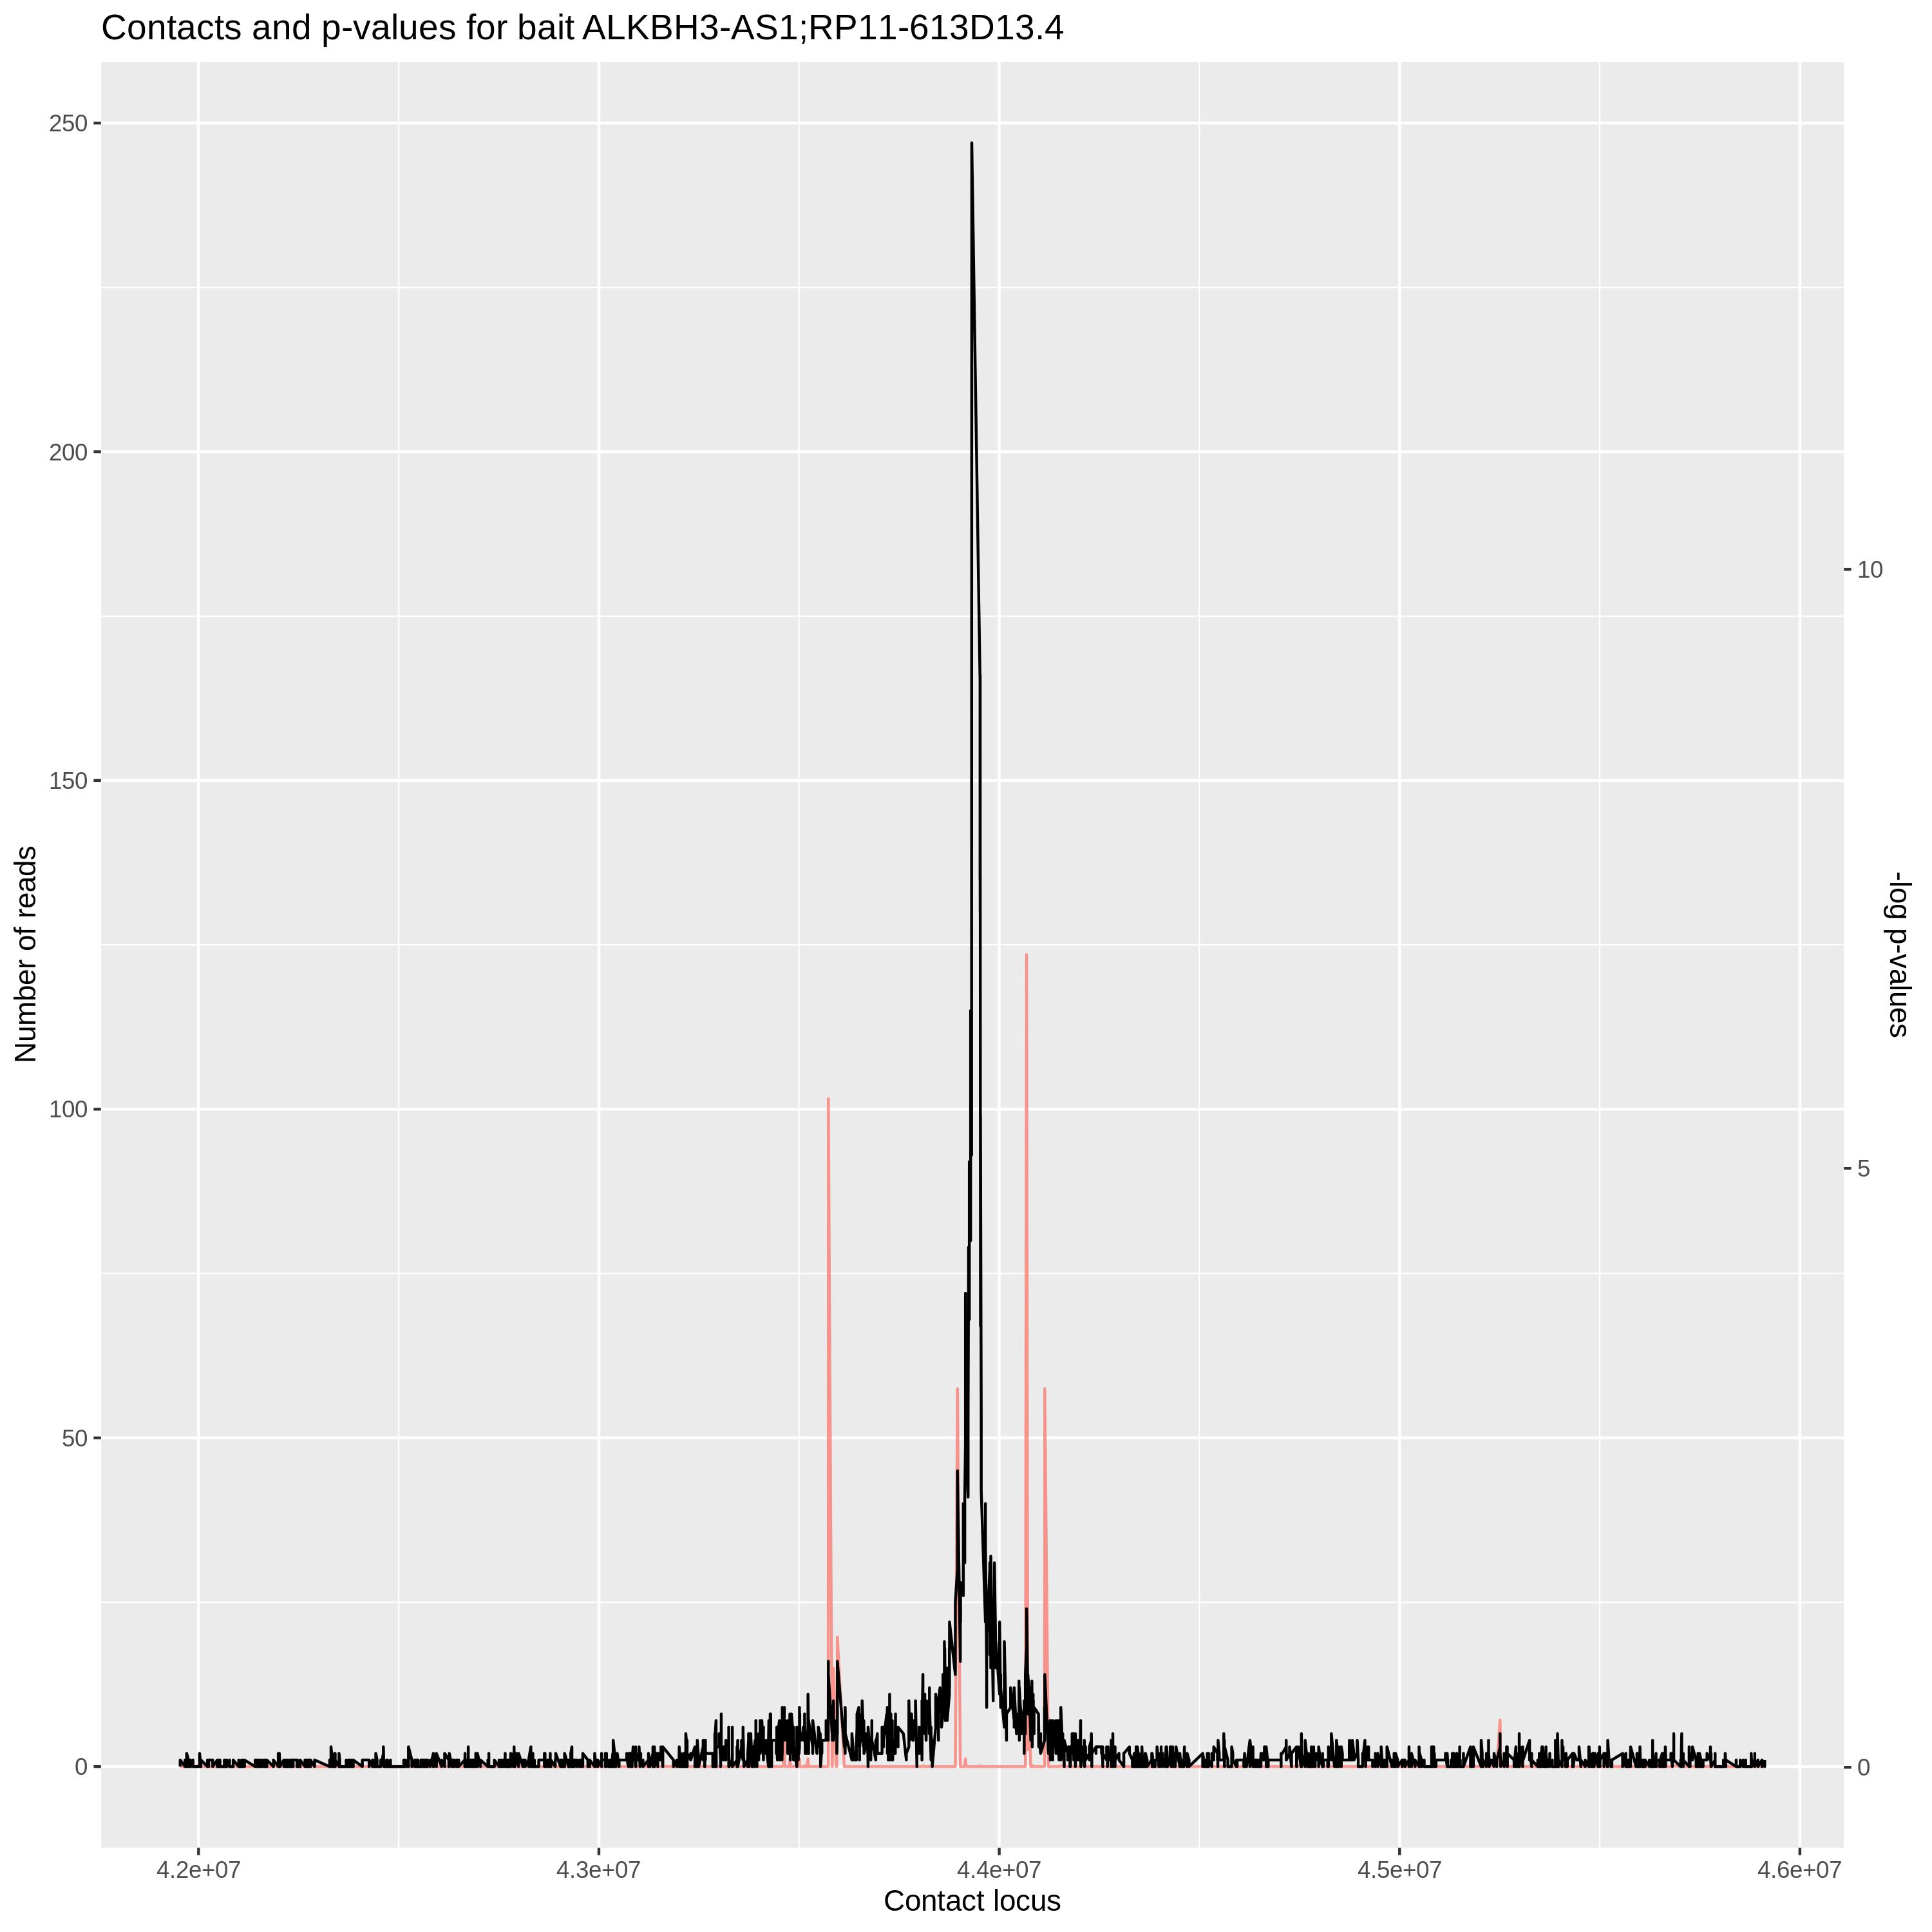 Contacts and p-values for bait ALKBH3-AS1;RP11-613D13.4
250
200
150
100
50
0
Number of reads
10
5
0
-log p-values
4.2e+07
4.3e+07
4.4e+07
4.5e+07
4.6e+07
Contact locus